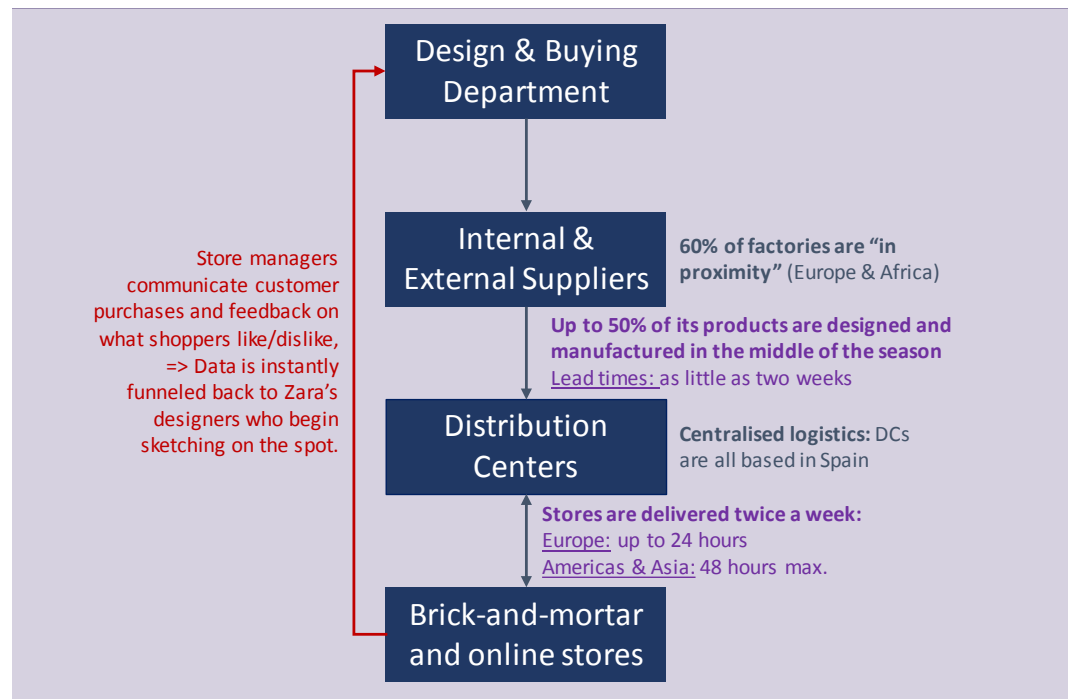 Design & Buying
Department
Internal &
External Suppliers
60% of factories are “in
proximity” (Europe & Africa)
Store managers
communicate customer
purchases and feedback on
what shoppers like/dislike,
=> Data is instantly
funneled back to Zara’s
designers who begin
sketching on the spot.
Up to 50% of its products are designed and
manufactured in the middle of the season
Lead times: as little as two weeks
Distribution
Centers
Centralised logistics: DCs
are all based in Spain
Stores are delivered twice a week:
Europe: up to 24 hours
Americas & Asia: 48 hours max.
Brick-and-mortar
and online stores